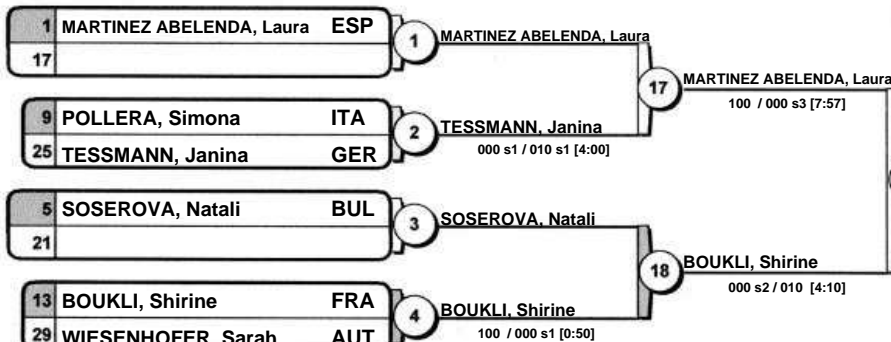 1 MARTINEZ ABELENDA, Laura ESP
17
1
MARTINEZ ABELENDA, Laura
9 POLLERA, Simona ITA
25 TESSMANN, Janina GER
2
TESSMANN, Janina
000 s1 / 010 s1 [4:00]
17
MARTINEZ ABELENDA, Laura
100 / 000 s3 [7:57]
5 SOSEROVA, Natali BUL
21
3
SOSEROVA, Natali
13 BOUKLI, Shirine FRA
29 WIESENHOFER, Sarah AUT
4
BOUKLI, Shirine
100 / 000 s1 [0:50]
18
BOUKLI, Shirine
000 s2 / 010 [4:10]